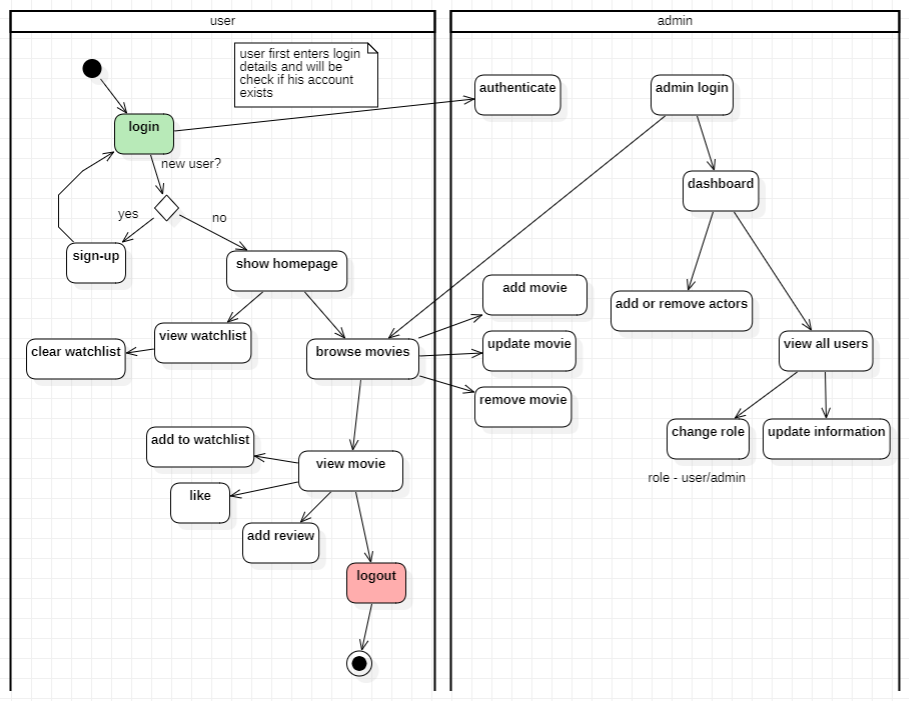 user
admin
user first enters login
details and will be
check if his account
exists
authenticate
admin login
login
new user?
dashboard
yes
no
sign-up
show homepage
add movie
add or remove actors
view watchlist
clear watchlist
browse movies
update movie
view all users
remove movie
change role
update information
add to watchlist
view movie
role - user/admin
like
add review
logout